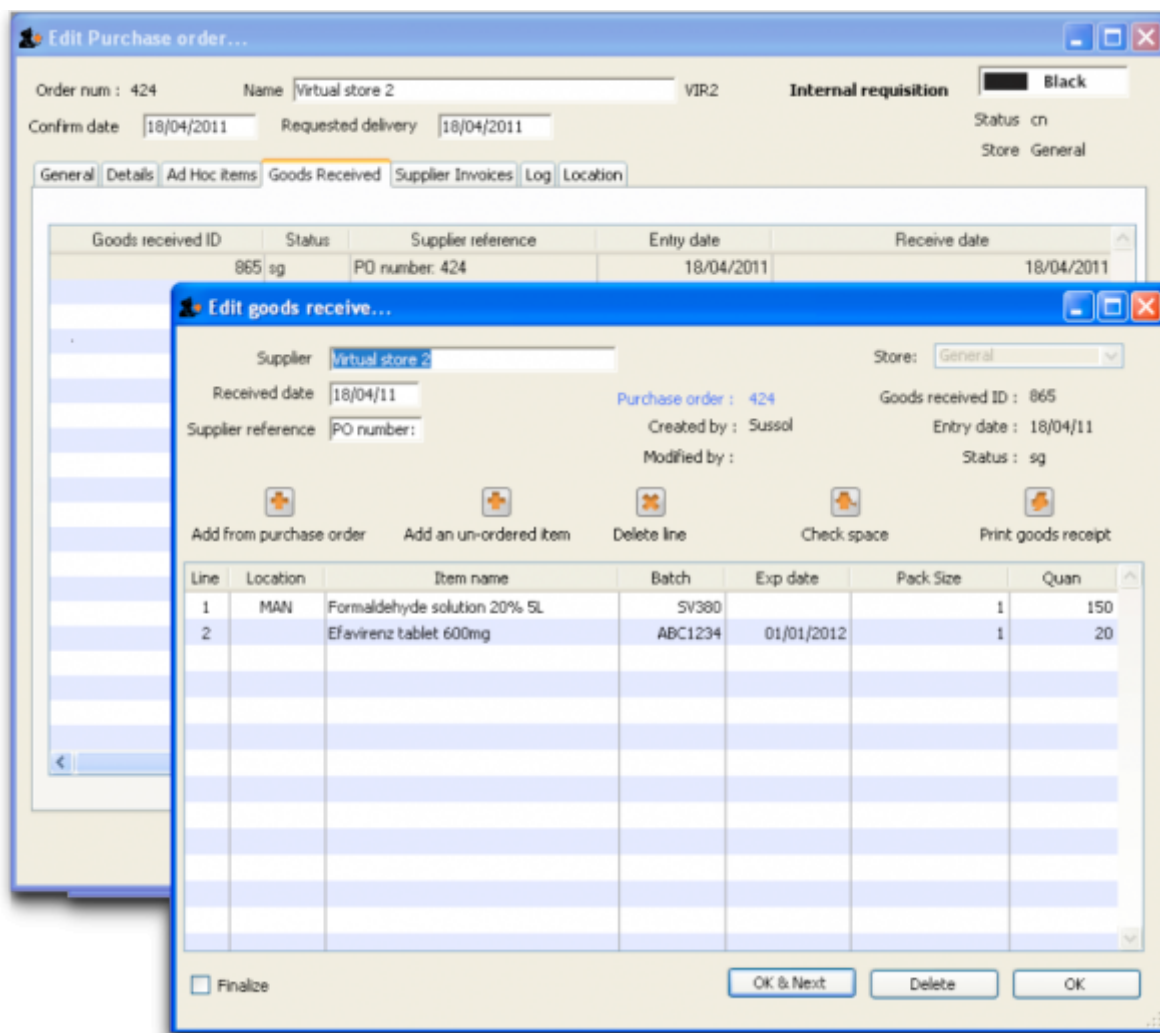 Edit Purchase order...
Order num : 424 Name Virtual store 2 VIR2 Internal requisition Black
Confirm date 18/04/2011 Requested delivery 18/04/2011 Status cn
Store General
General Details Ad Hoc items Goods Received Supplier Invoices Log Location
Goods received ID Status Supplier reference Entry date Receive date
865 sg PO number: 424 18/04/2011 18/04/2011
Edit goods receive...
Supplier Virtual store 2 Store: General
Received date 18/04/11 Purchase order : 424 Goods received ID : 865
Supplier reference PO number: Created by : Sussol Entry date : 18/04/11
Modified by : Status : sg
Add from purchase order Add an un-ordered item Delete line Check space Print goods receipt
Line Location Item name Batch Exp date Pack Size Quan
1 MAN Formaldehyde solution 20% 5L SV380 1 150
2 Efavirenz tablet 600mg ABC1234 01/01/2012 1 20
Finalize OK & Next Delete OK